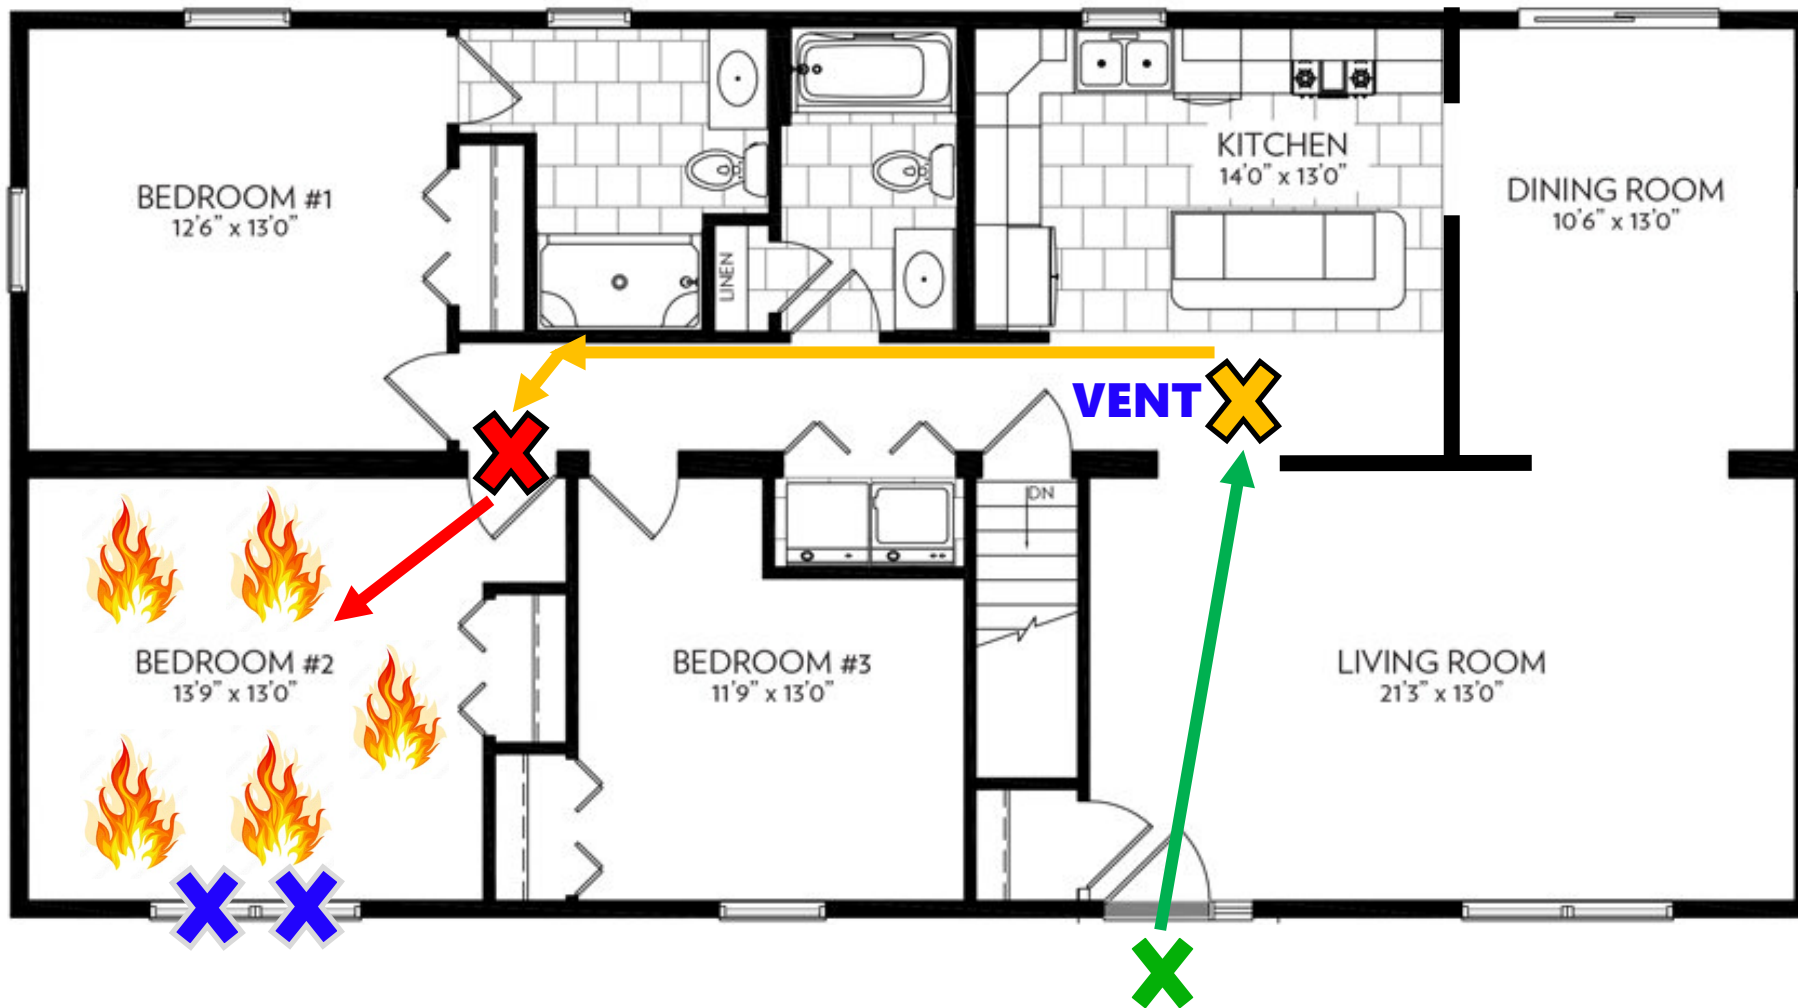 BEDROOM #1
12'6" x 13'0"
LINEN
KITCHEN
14'0" x 13'0"
DINING ROOM
10'6" x 13'0"
VENT
DN
BEDROOM #2
13'9" x 13'0"
BEDROOM #3
11'9" x 13'0"
LIVING ROOM
21'3" x 13'0"